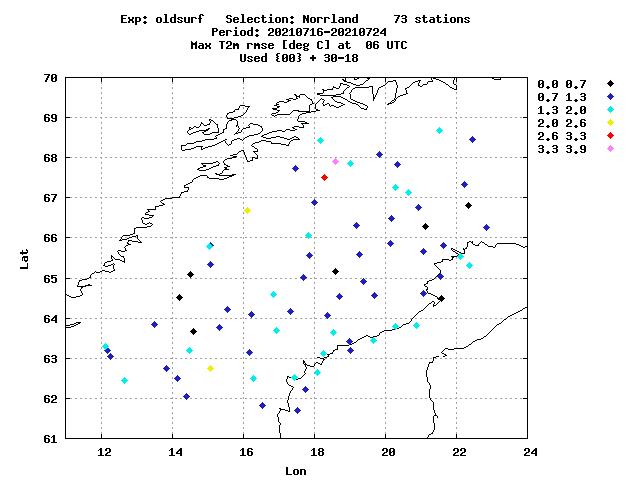 Exp: oldsurf Selection: Norrland 73 stations
Period: 20210716-20210724
Max T2m rmse [deg C] at 06 UTC
Used {00} + 30-18
0.0 0.7
0.7 1.3
1.3 2.0
2.0 2.6
2.6 3.3
3.3 3.9
70
69
68
67
66
65
64
63
62
61
Lat
12 14 16 18 20 22 24
Lon